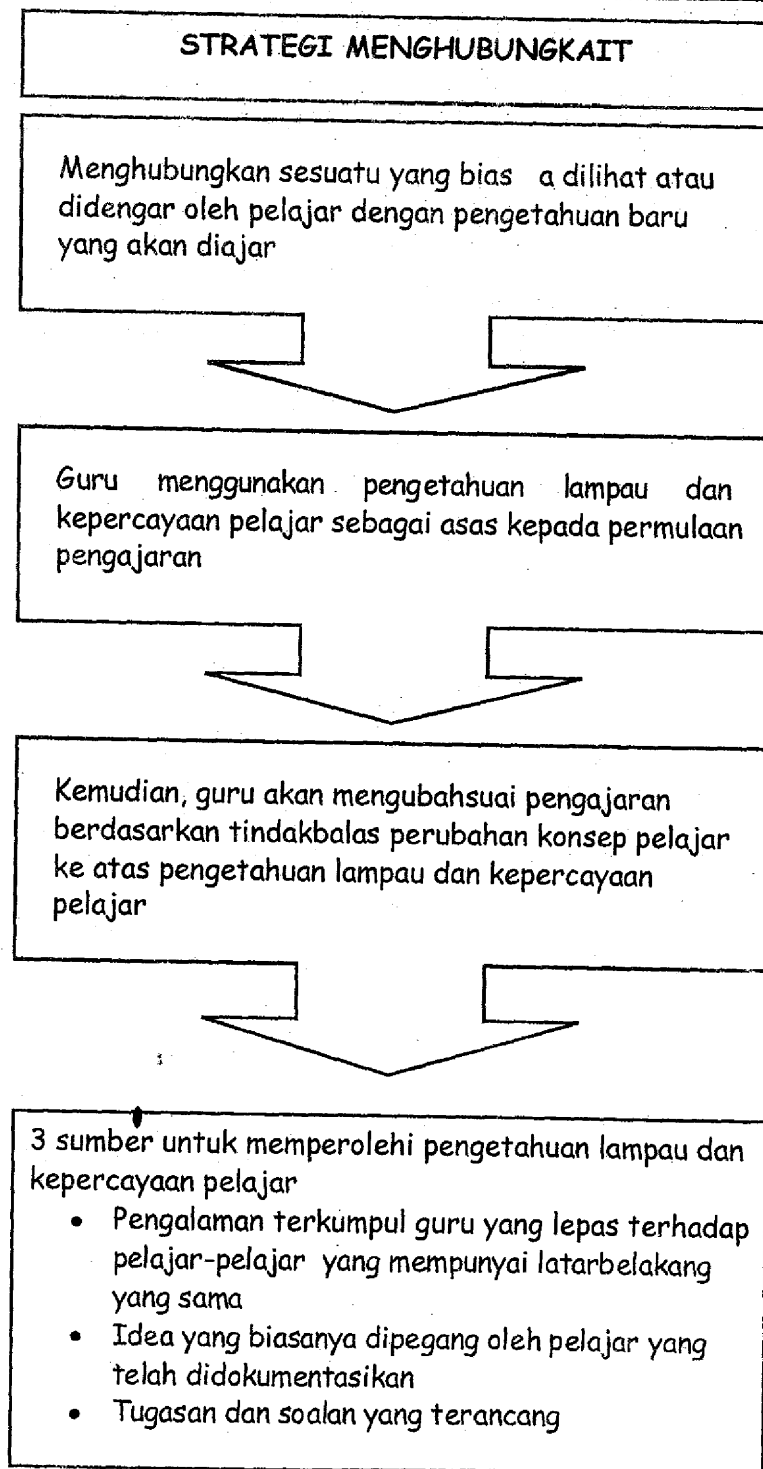 STRATEGI MENGHUBUNGKAIT
Menghubungkan sesuatu yang bias a dilihat atau
didengar oleh pelajar dengan pengetahuan baru
yang akan diajar
Guru menggunakan pengetahuan lampau dan
kepercayaan pelajar sebagai asas kepada permulaan
pengajaran
Kemudian, guru akan mengubahsuai pengajaran
berdasarkan tindakbalas perubahan konsep pelajar
ke atas pengetahuan lampau dan kepercayaan
pelajar
3 sumber untuk memperolehi pengetahuan lampau dan
kepercayaan pelajar
• Pengalaman terkumpul guru yang lepas terhadap
pelajar-pelajar yang mempunyai latarbelakang
yang sama
• Idea yang biasanya dipegang oleh pelajar yang
telah didokumentasikan
• Tugasan dan soalan yang terancang